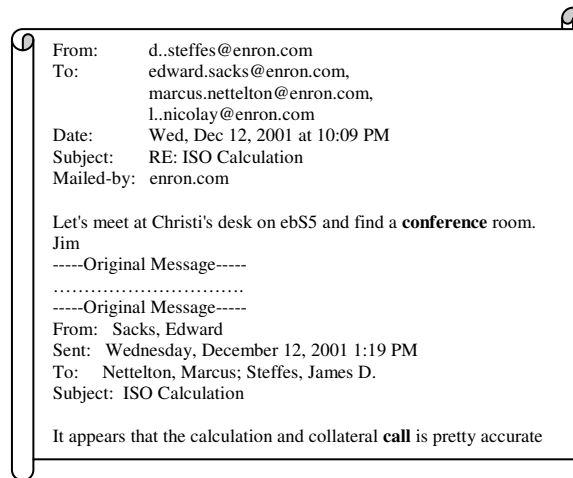 From: d..steffes@enron.com
To: edward.sacks@enron.com,
marcus.nettelton@enron.com,
l..nicolay@enron.com
Date: Wed, Dec 12, 2001 at 10:09 PM
Subject: RE: ISO Calculation
Mailed-by: enron.com

Let's meet at Christi's desk on ebS5 and find a conference room.
Jim
-----Original Message-----
………………………….
-----Original Message-----
From: Sacks, Edward
Sent: Wednesday, December 12, 2001 1:19 PM
To: Nettelton, Marcus; Steffes, James D.
Subject: ISO Calculation

It appears that the calculation and collateral call is pretty accurate